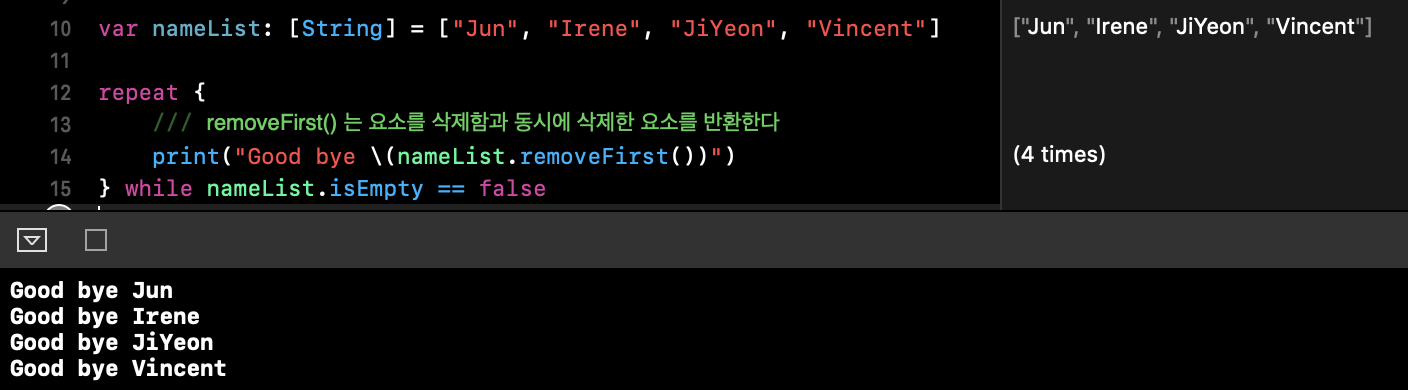 10 var nameList: [String] = ["Jun", "Irene", "JiYeon", "Vincent"]
["Jun", "Irene", "JiYeon", "Vincent"]
11
12 repeat {
13 /// removeFirst() 는 요소를 삭제함과 동시에 삭제한 요소를 반환한다
14 print("Good bye \(nameList.removeFirst())")
(4 times)
15 } while nameList.isEmpty == false
Good bye Jun
Good bye Irene
Good bye JiYeon
Good bye Vincent